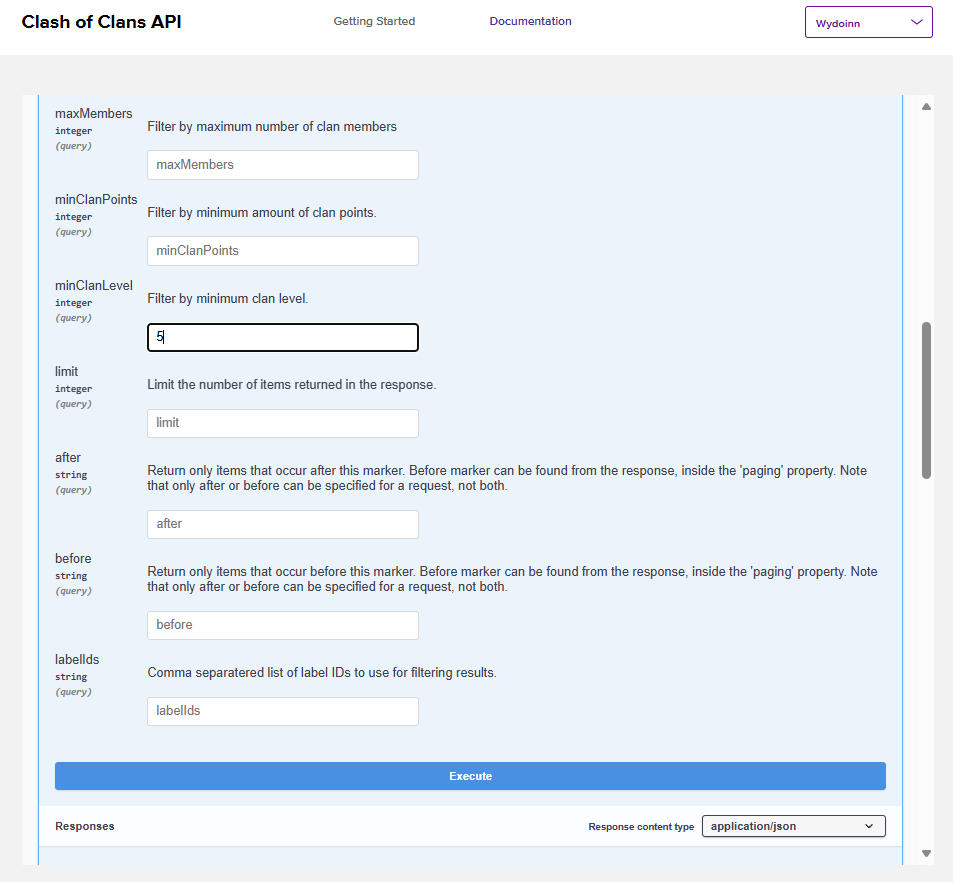 Clash of Clans API
Getting Started
Documentation
Wydoinn
maxMembers
integer
(query)
Filter by maximum number of clan members
maxMembers
minClanPoints
integer
(query)
Filter by minimum amount of clan points.
minClanPoints
minClanLevel
integer
(query)
Filter by minimum clan level.
5
limit
integer
(query)
Limit the number of items returned in the response.
limit
after
string
(query)
Return only items that occur after this marker. Before marker can be found from the response, inside the 'paging' property. Note
that only after or before can be specified for a request, not both.
after
before
string
(query)
Return only items that occur before this marker. Before marker can be found from the response, inside the 'paging' property. Note
that only after or before can be specified for a request, not both.
before
labelIds
string
(query)
Comma separatered list of label IDs to use for filtering results.
labelIds
Execute
Responses
Response content type
application/json